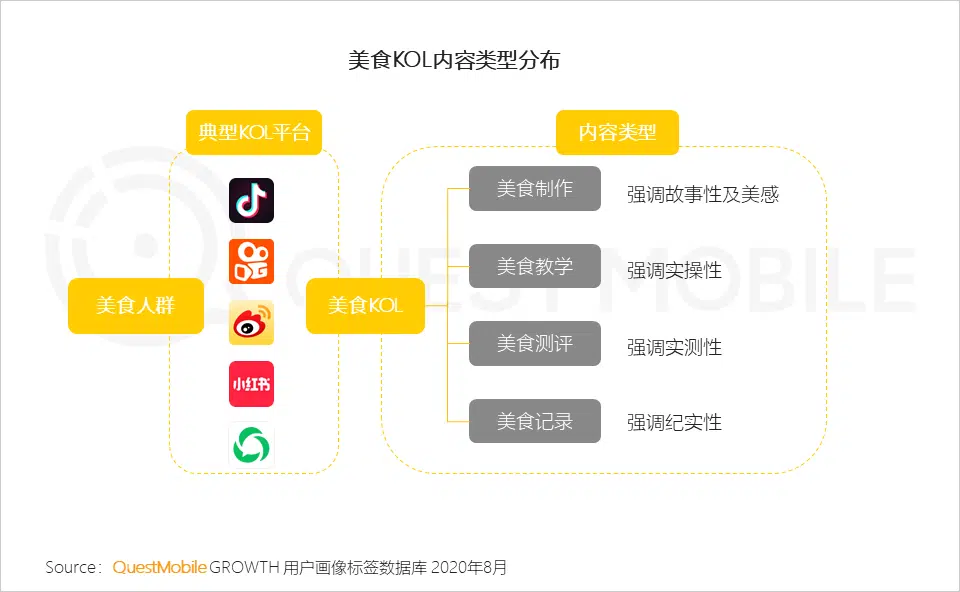 美食KOL内容类型分布
典型KOL平台
内容类型
美食人群
小红书
美食KOL
美食制作
强调故事性及美感
美食教学
强调实操性
美食测评
强调实测性
美食记录
强调纪实性
QUEST MOBILE
Source：QuestMobile GROWTH 用户画像标签数据库 2020年8月